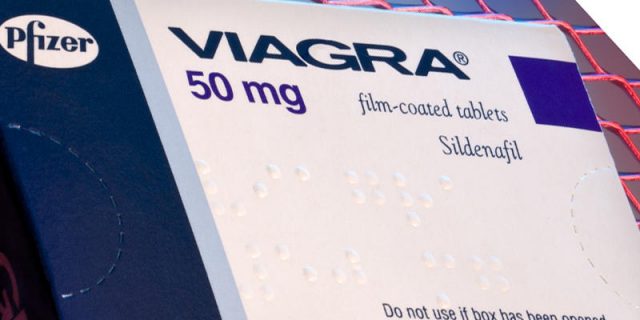 Pfizer
VIAGRA®
50 mg
film-coated tablets
Sildenafil
Do not use if box has been opened